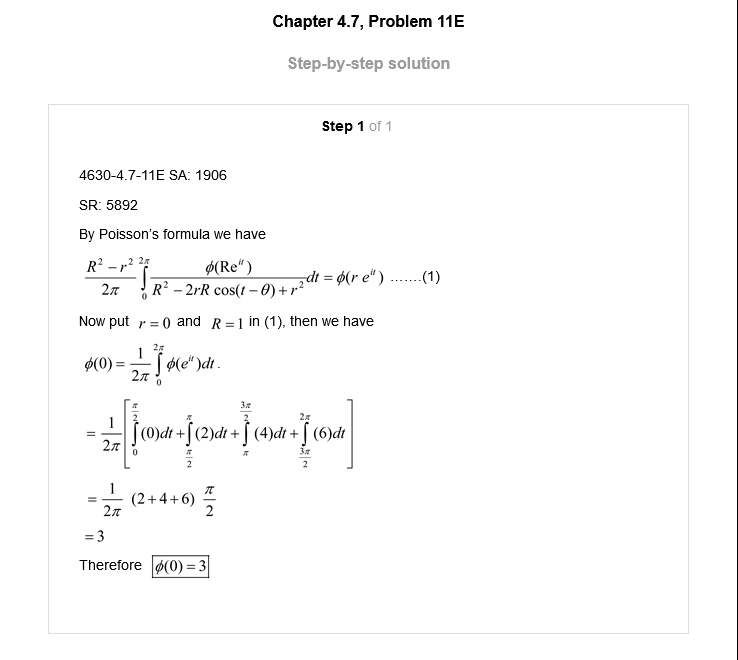 Chapter 4.7, Problem 11E
Step-by-step solution
Step 1 of 1
4630-4.7-11E SA: 1906
SR: 5892
By Poisson's formula we have
\frac{R^2 - r^2}{2\pi} \int_0^{2\pi} \frac{\phi(\mathrm{Re}^{it})}{R^2 - 2rR\cos(t-\theta) + r^2} dt = \phi(r e^{it}) .......(1)
Now put r = 0 and R = 1 in (1), then we have
\phi(0) = \frac{1}{2\pi} \int_0^{2\pi} \phi(e^{it}) dt .
= \frac{1}{2\pi} \left[ \int_0^{\frac{\pi}{2}} (0) dt + \int_{\frac{\pi}{2}}^{\pi} (2) dt + \int_{\pi}^{\frac{3\pi}{2}} (4) dt + \int_{\frac{3\pi}{2}}^{2\pi} (6) dt \right]
= \frac{1}{2\pi} (2+4+6) \frac{\pi}{2}
= 3
Therefore \phi(0) = 3